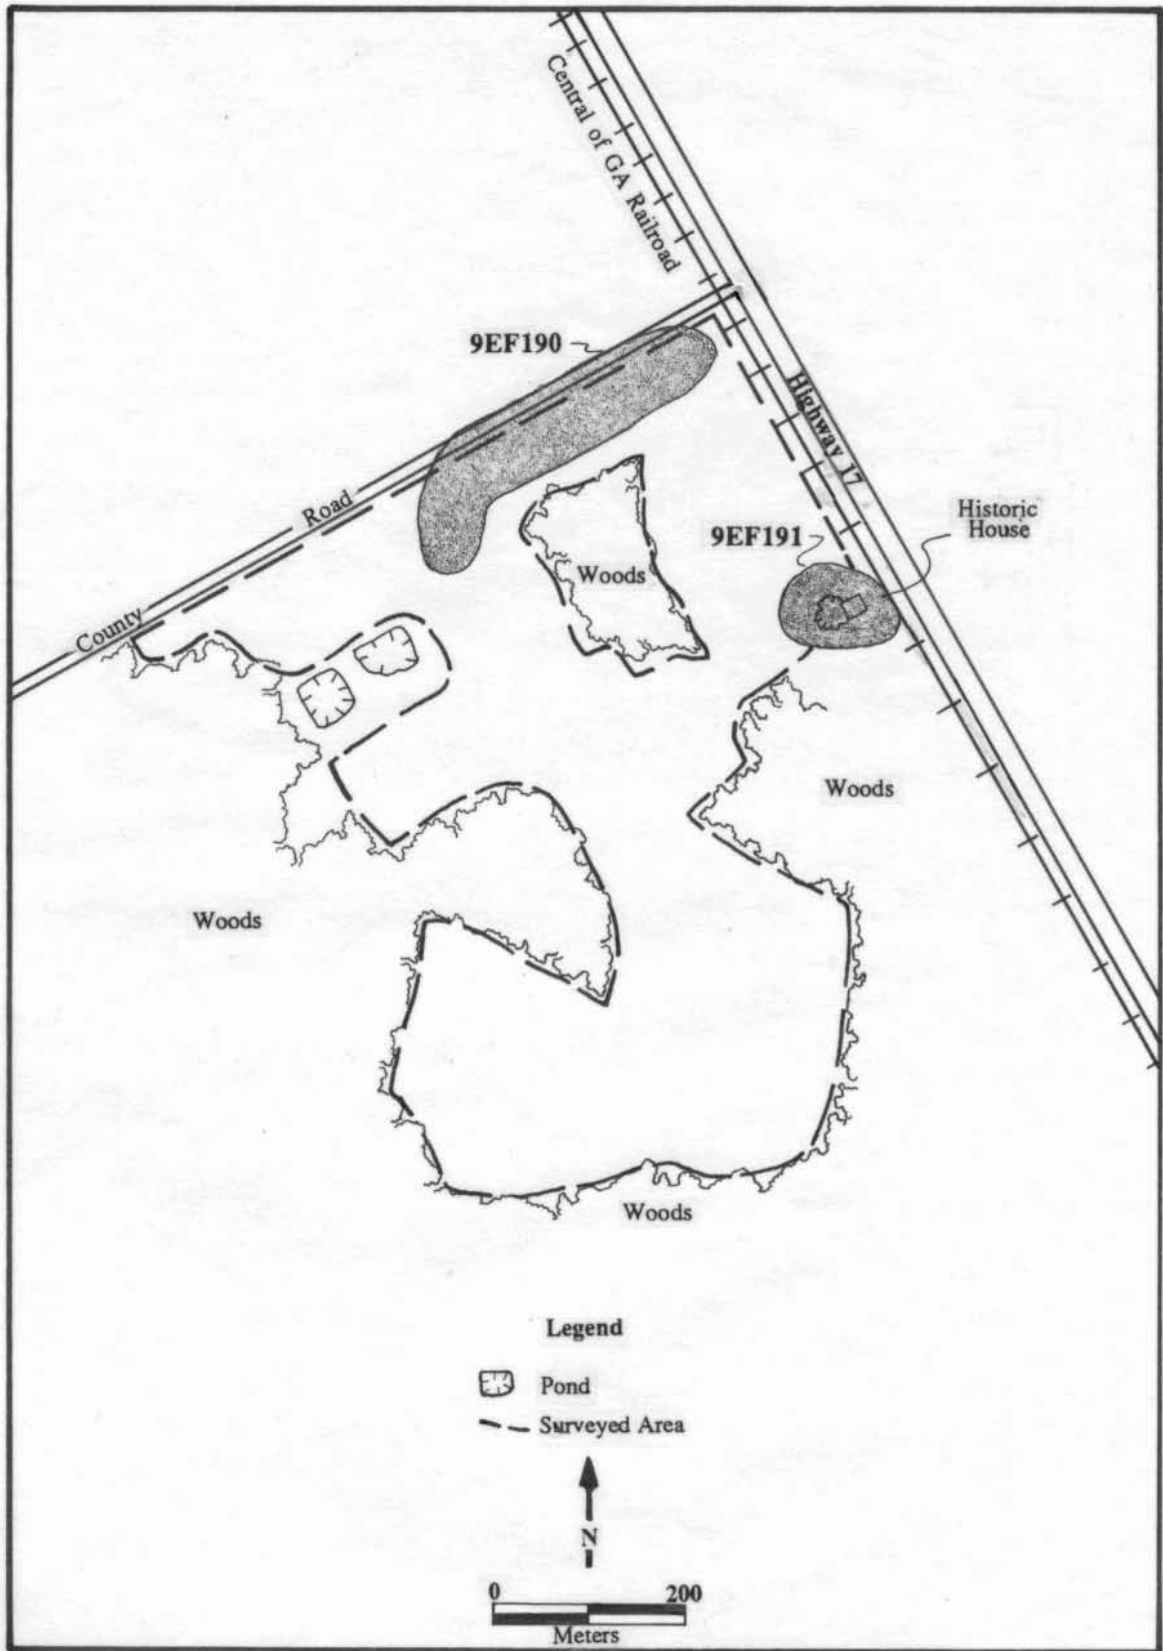 Central of GA Railroad
9EF190
Highway 17
Road
Historic
House
9EF191
Woods
County
Woods
Woods
Woods
Legend
Pond
Surveyed Area
N
0 200
Meters